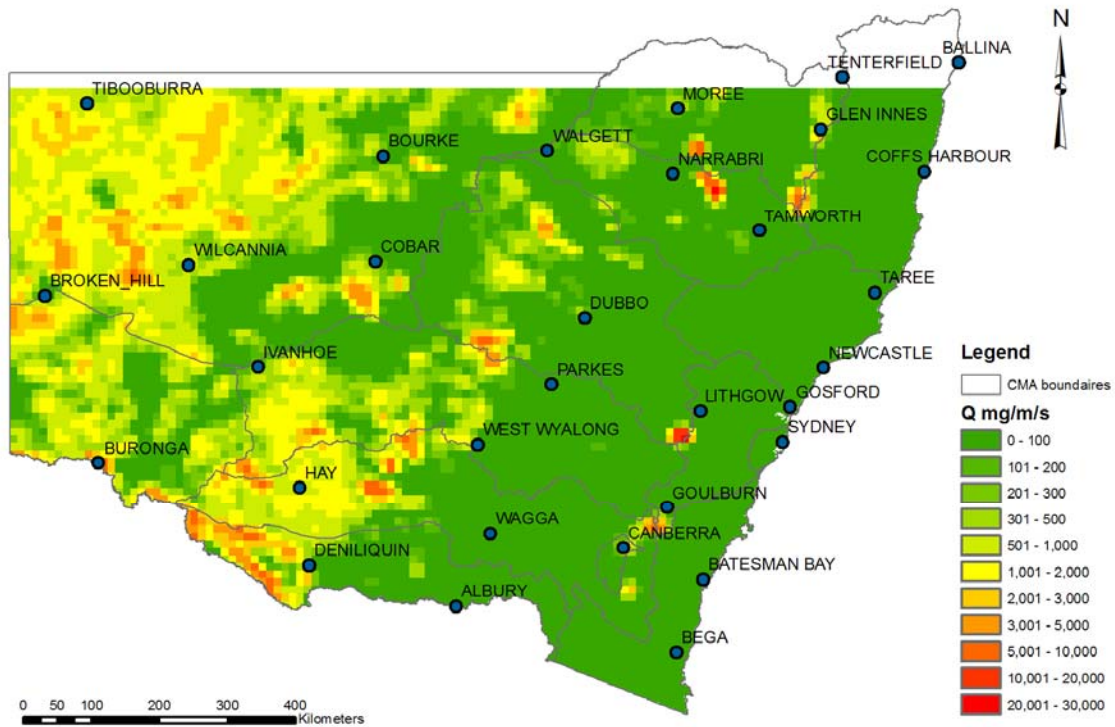 N
BALLINA
TENTERFIELD
TIBOOBURRA
MOREE
GLEN INNES
BOURKE
WALGETT
NARRABRI
COFFS HARBOUR
TAMWORTH
WILCANNIA
COBAR
BROKEN_HILL
TAREE
DUBBO
IVANHOE
NEWCASTLE
PARKES
LITHGOW
GOSFORD
SYDNEY
WEST WYALONG
BURONGA
HAY
GOULBURN
WAGGA
CANBERRA
DENILIQUIN
BATESMAN BAY
ALBURY
BEGA
Legend
CMA boundaires
Q mg/m/s
0 - 100
101 - 200
201 - 300
301 - 500
501 - 1,000
1,001 - 2,000
2,001 - 3,000
3,001 - 5,000
5,001 - 10,000
10,001 - 20,000
20,001 - 30,000
0 50 100 200 300 400
Kilometers